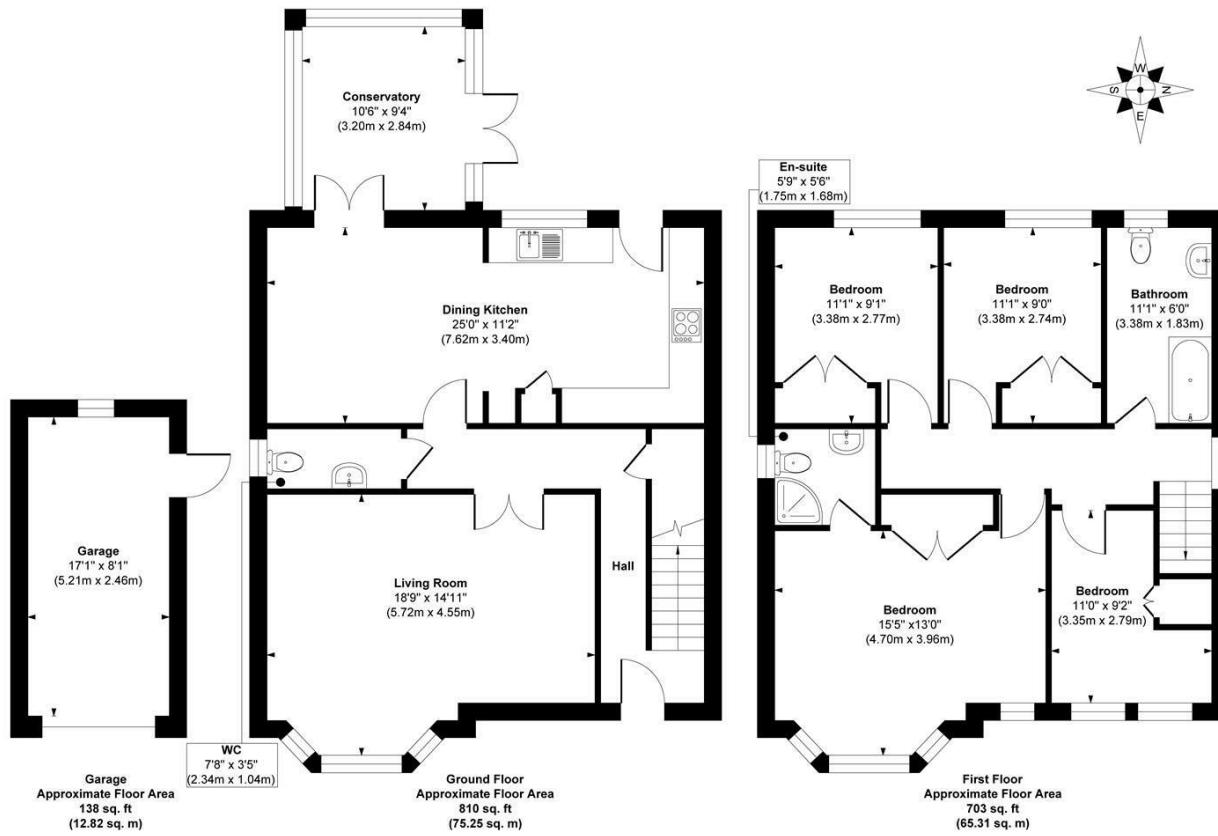 Conservatory
10'6" x 9'4"
(3.20m x 2.84m)
W
S
N
E
En-suite
5'9" x 5'6"
(1.75m x 1.68m)
Dining Kitchen
25'0" x 11'2"
(7.62m x 3.40m)
Bedroom
11'1" x 9'1"
(3.38m x 2.77m)
Bedroom
11'1" x 9'0"
(3.38m x 2.74m)
Bathroom
11'1" x 6'0"
(3.38m x 1.83m)
Garage
17'1" x 8'1"
(5.21m x 2.46m)
Living Room
18'9" x 14'11"
(5.72m x 4.55m)
Hall
Bedroom
15'5" x13'0"
(4.70m x 3.96m)
Bedroom
11'0" x 9'2"
(3.35m x 2.79m)
WC
7'8" x 3'5"
(2.34m x 1.04m)
Garage
Approximate Floor Area
138 sq. ft
(12.82 sq. m)
Ground Floor
Approximate Floor Area
810 sq. ft
(75.25 sq. m)
First Floor
Approximate Floor Area
703 sq. ft
(65.31 sq. m)